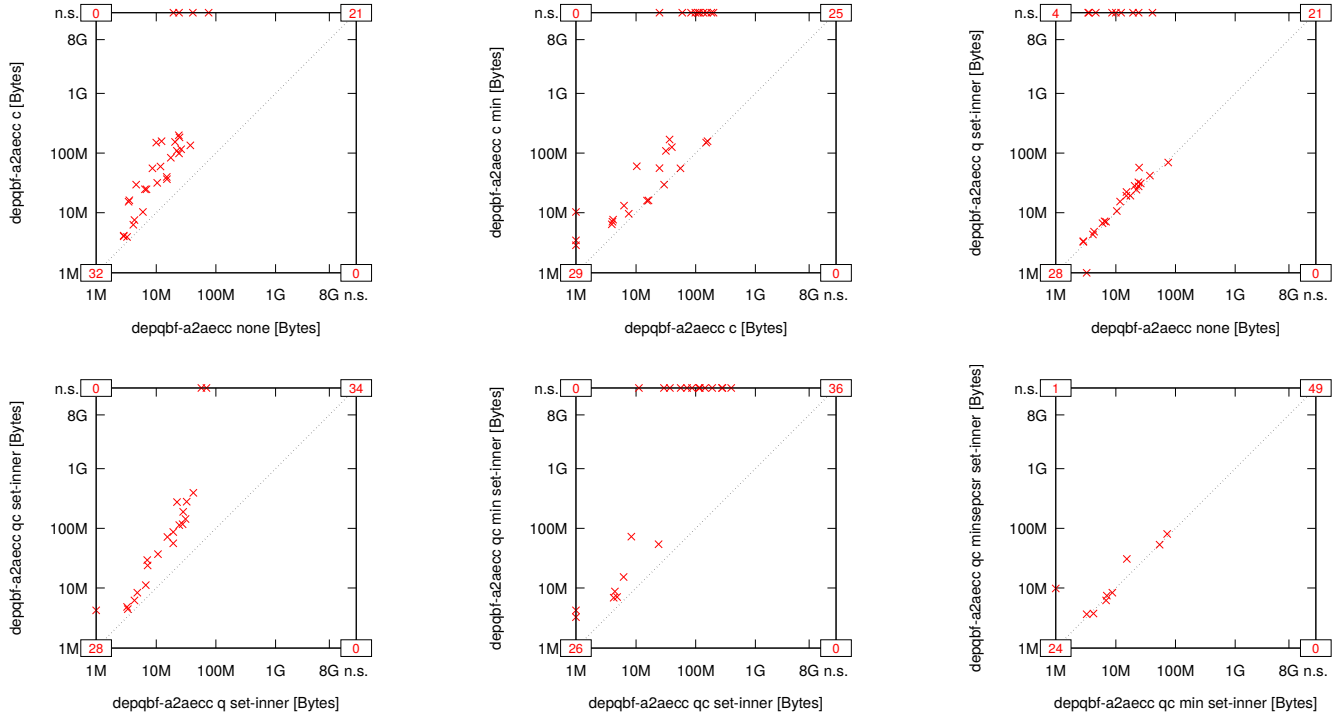 n.s. 0 21
8G
1G
100M
10M
1M 32 0
1M 10M 100M 1G 8G n.s.
depqbf-a2aecc none [Bytes]
depqbf-a2aecc c [Bytes]
n.s. 0 25
8G
1G
100M
10M
1M 29 0
1M 10M 100M 1G 8G n.s.
depqbf-a2aecc c [Bytes]
depqbf-a2aecc c min [Bytes]
n.s. 4 21
8G
1G
100M
10M
1M 28 0
1M 10M 100M 1G 8G n.s.
depqbf-a2aecc none [Bytes]
depqbf-a2aecc q set-inner [Bytes]
n.s. 0 34
8G
1G
100M
10M
1M 28 0
1M 10M 100M 1G 8G n.s.
depqbf-a2aecc q set-inner [Bytes]
depqbf-a2aecc qc set-inner [Bytes]
n.s. 0 36
8G
1G
100M
10M
1M 26 0
1M 10M 100M 1G 8G n.s.
depqbf-a2aecc qc set-inner [Bytes]
depqbf-a2aecc qc min set-inner [Bytes]
n.s. 1 49
8G
1G
100M
10M
1M 24 0
1M 10M 100M 1G 8G n.s.
depqbf-a2aecc qc min set-inner [Bytes]
depqbf-a2aecc qc minsepcsr set-inner [Bytes]